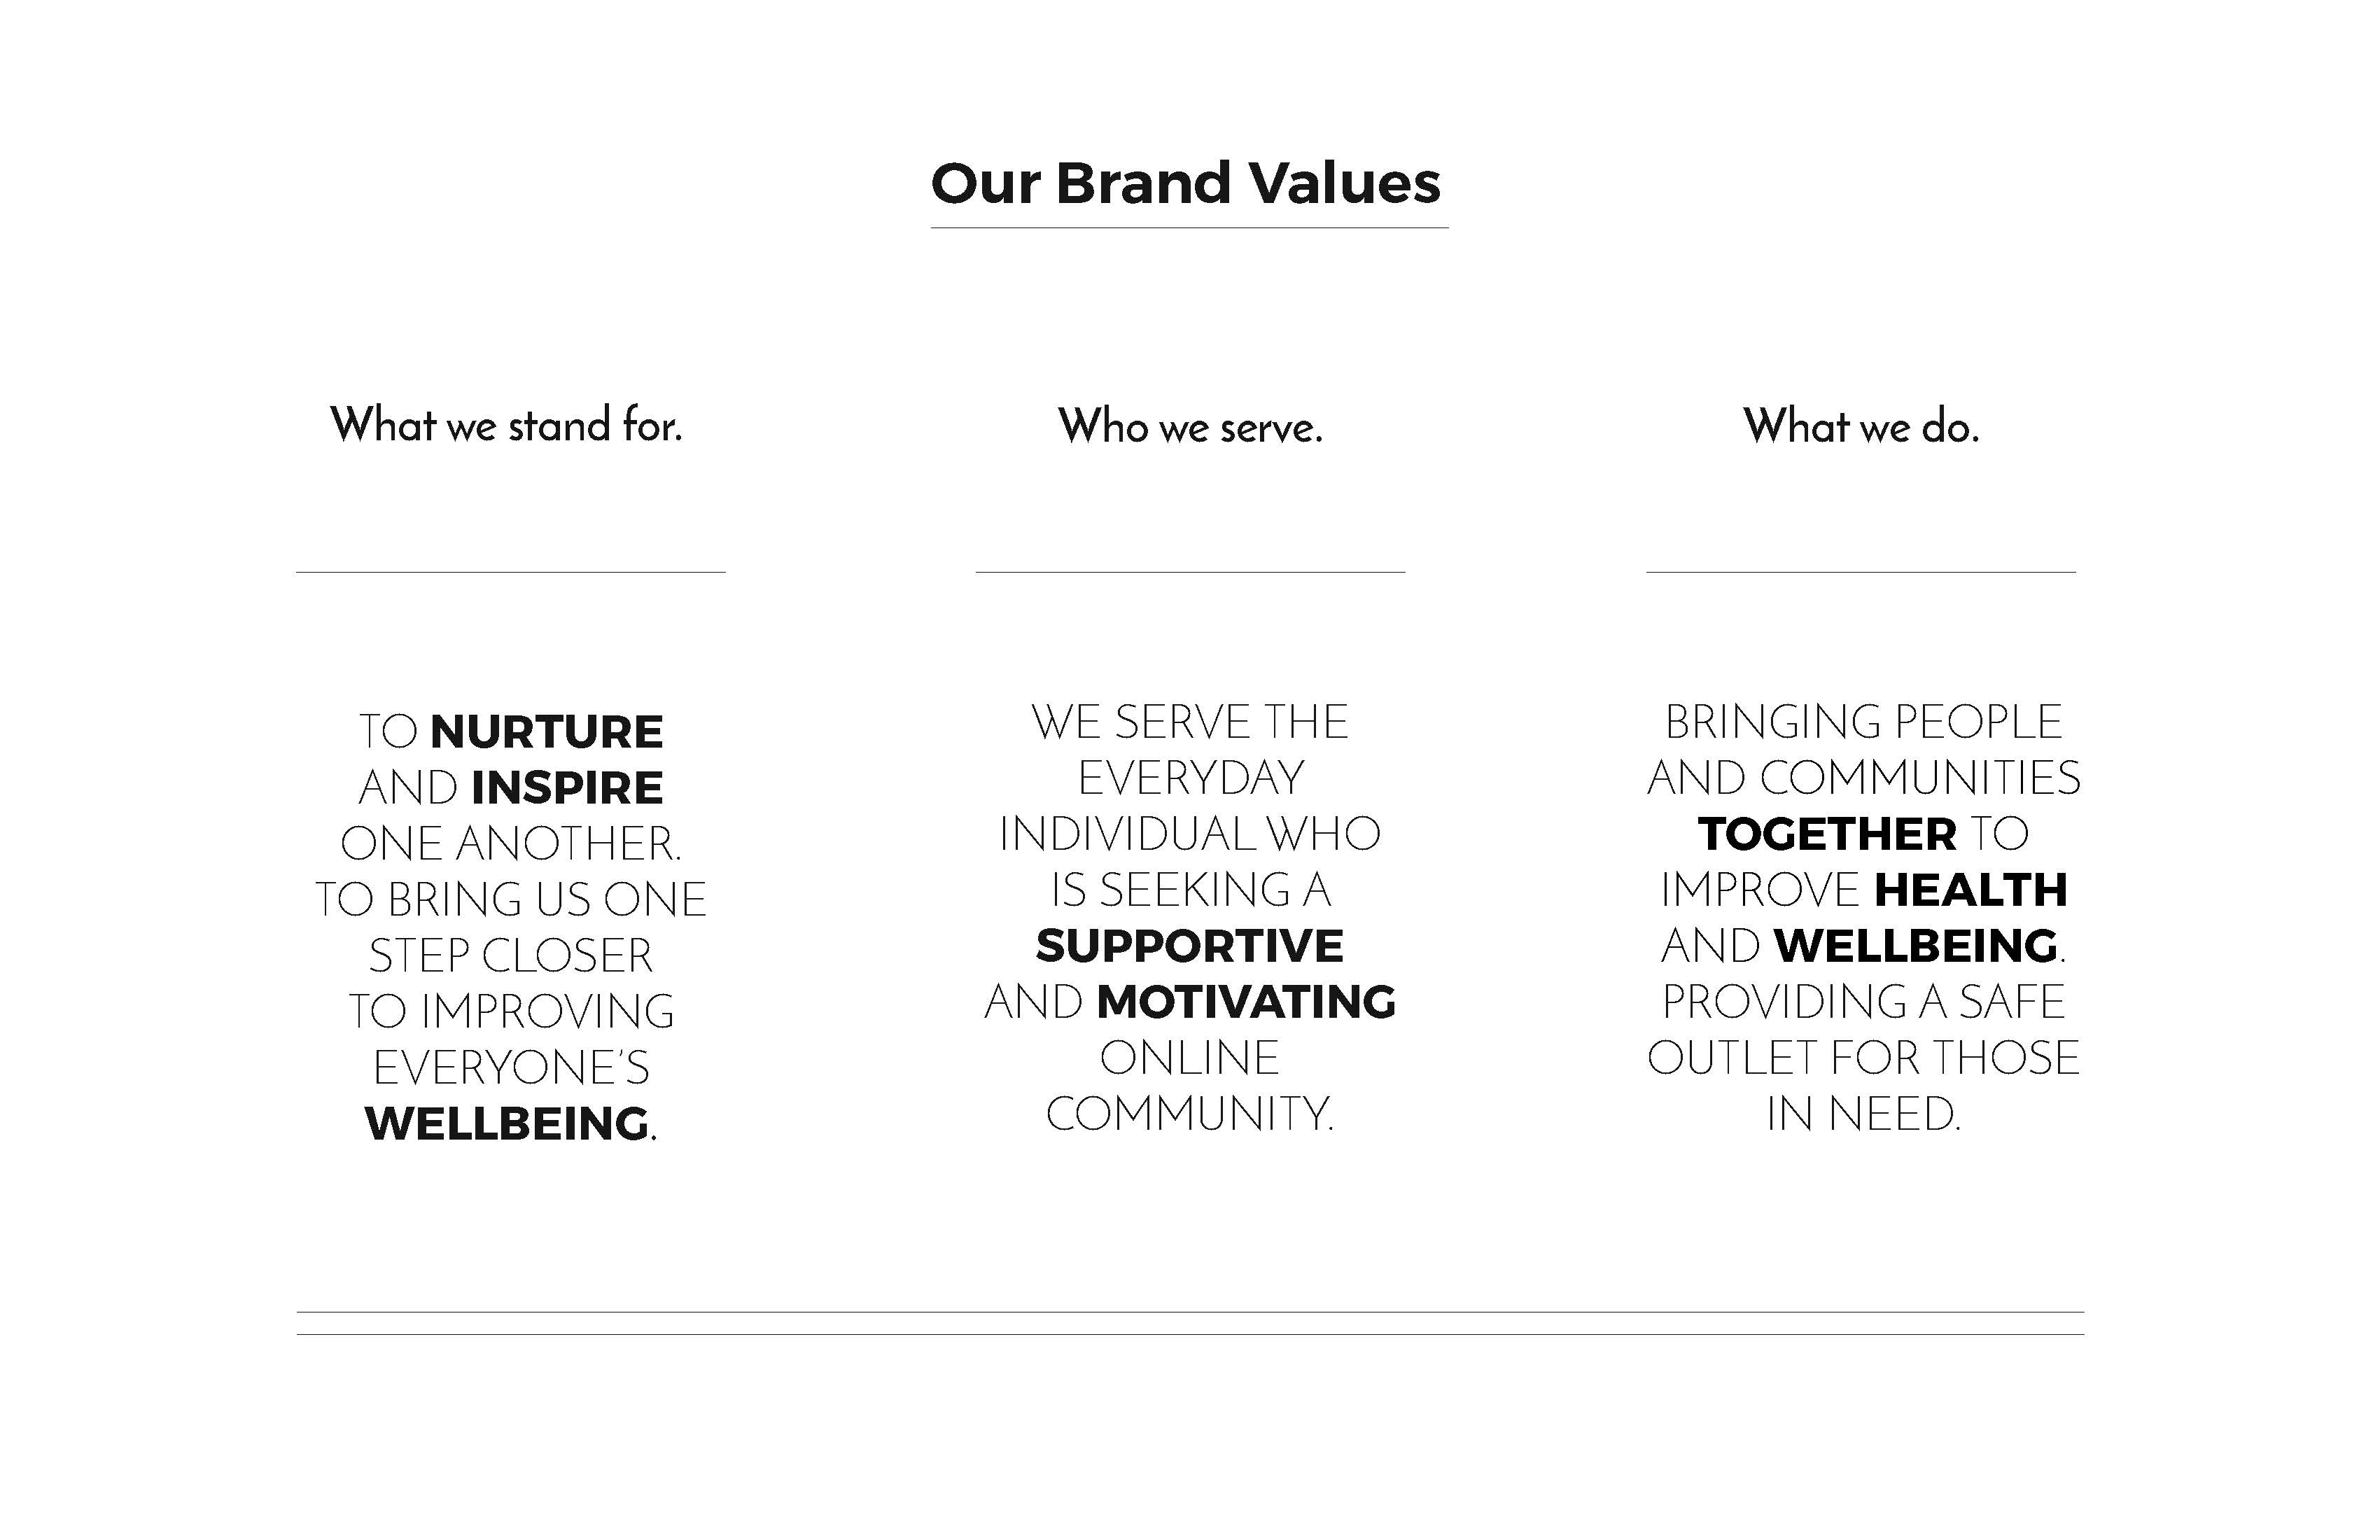 Our Brand Values
What we stand for.
TO NURTURE
AND INSPIRE
ONE ANOTHER.
TO BRING US ONE
STEP CLOSER
TO IMPROVING
EVERYONE’S
WELLBEING.
Who we serve.
WE SERVE THE
EVERYDAY
INDIVIDUAL WHO
IS SEEKING A
SUPPORTIVE
AND MOTIVATING
ONLINE
COMMUNITY.
What we do.
BRINGING PEOPLE
AND COMMUNITIES
TOGETHER TO
IMPROVE HEALTH
AND WELLBEING.
PROVIDING A SAFE
OUTLET FOR THOSE
IN NEED.